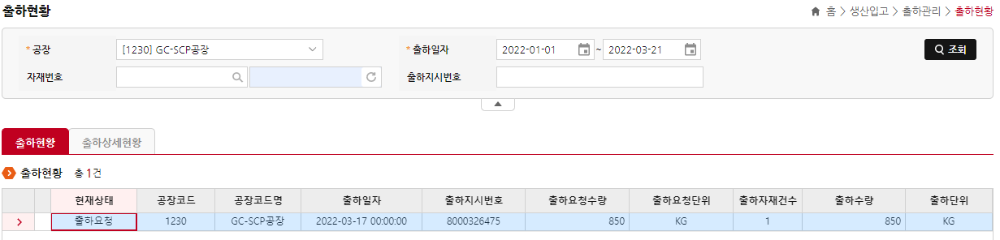 출하현황
홈 > 생산입고 > 출하관리 > 출하현황
* 공장 [1230] GC-SCP공장 * 출하일자 2022-01-01 ~ 2022-03-21 조회
자재번호 출하지시번호
출하현황 출하상세현황
출하현황 총 1건
현재상태 공장코드 공장코드명 출하일자 출하지시번호 출하요청수량 출하요청단위 출하자재건수 출하수량 출하단위
출하요청 1230 GC-SCP공장 2022-03-17 00:00:00 8000326475 850 KG 1 850 KG